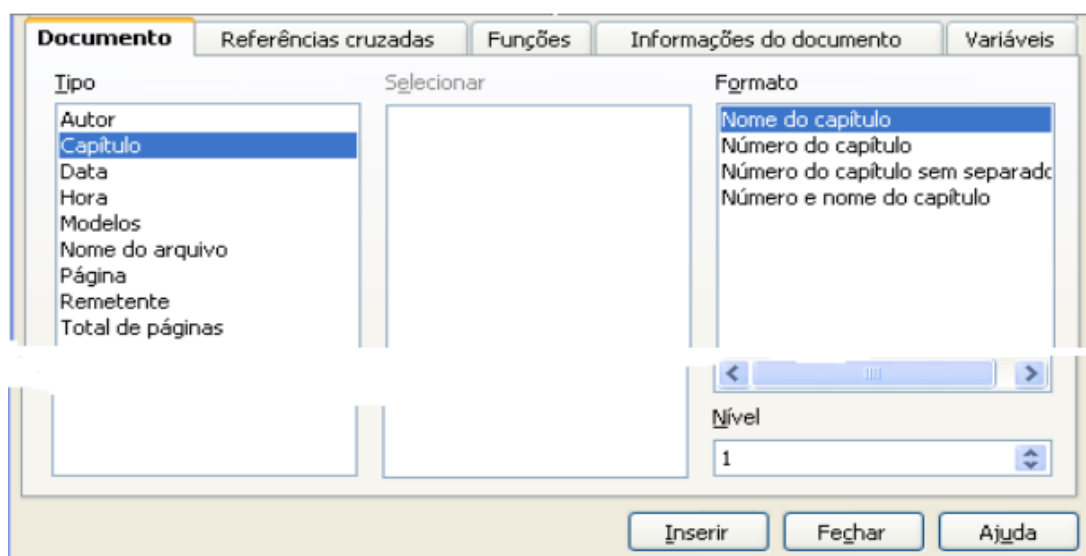 Documento Referências cruzadas Funções Informações do documento Variáveis
Tipo Selecionar Formato
Autor
Capítulo
Data
Hora
Modelos
Nome do arquivo
Página
Remetente
Total de páginas
Nome do capítulo
Número do capítulo
Número do capítulo sem separado
Número e nome do capítulo
Nível
1
Inserir Fechar Ajuda